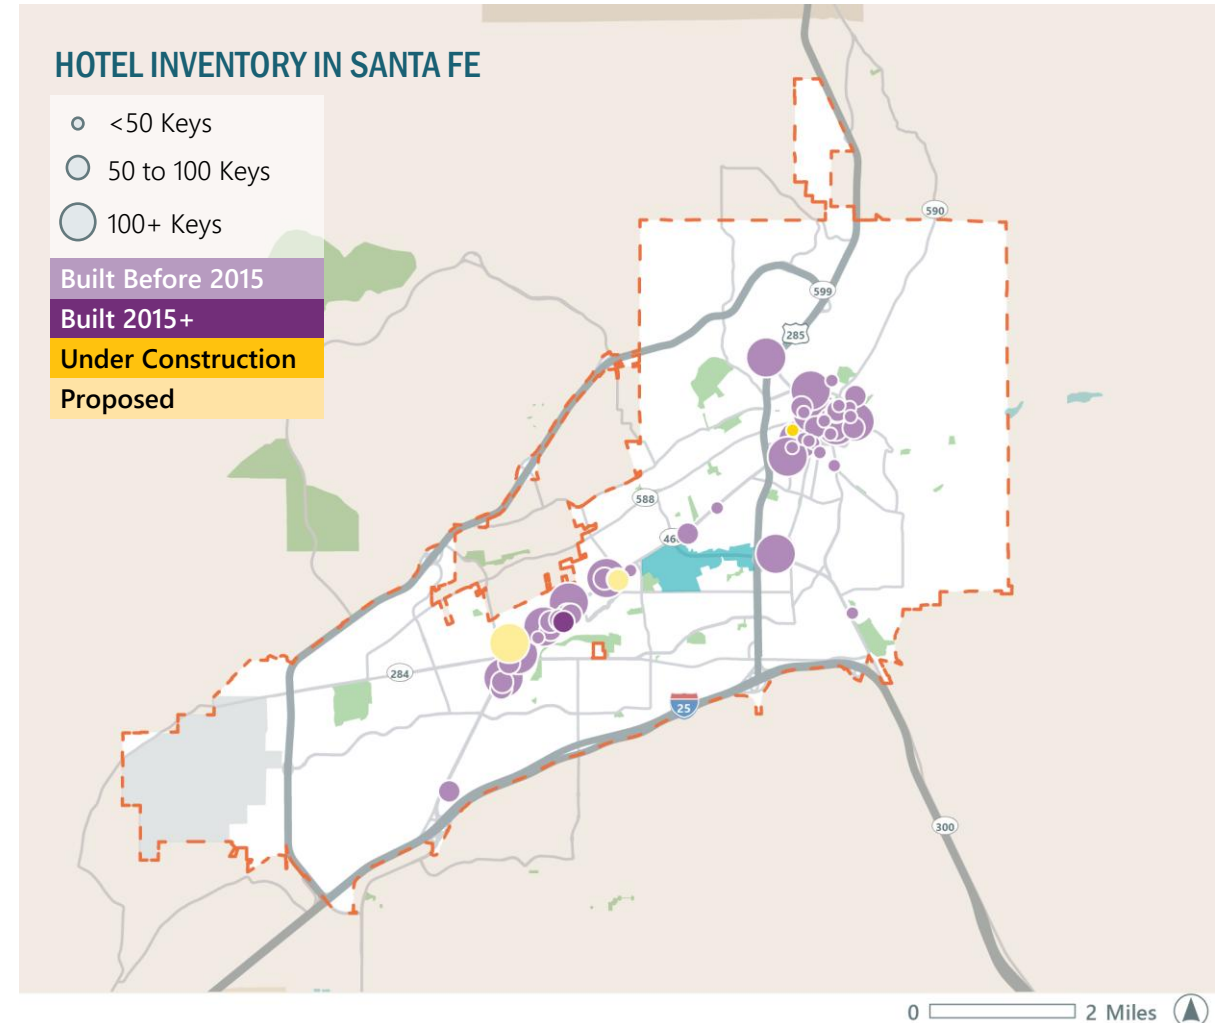 HOTEL INVENTORY IN SANTA FE
<50 Keys
50 to 100 Keys
100+ Keys
Built Before 2015
Built 2015+
Under Construction
Proposed
590
599
285
588
284
25
300
0 2 Miles